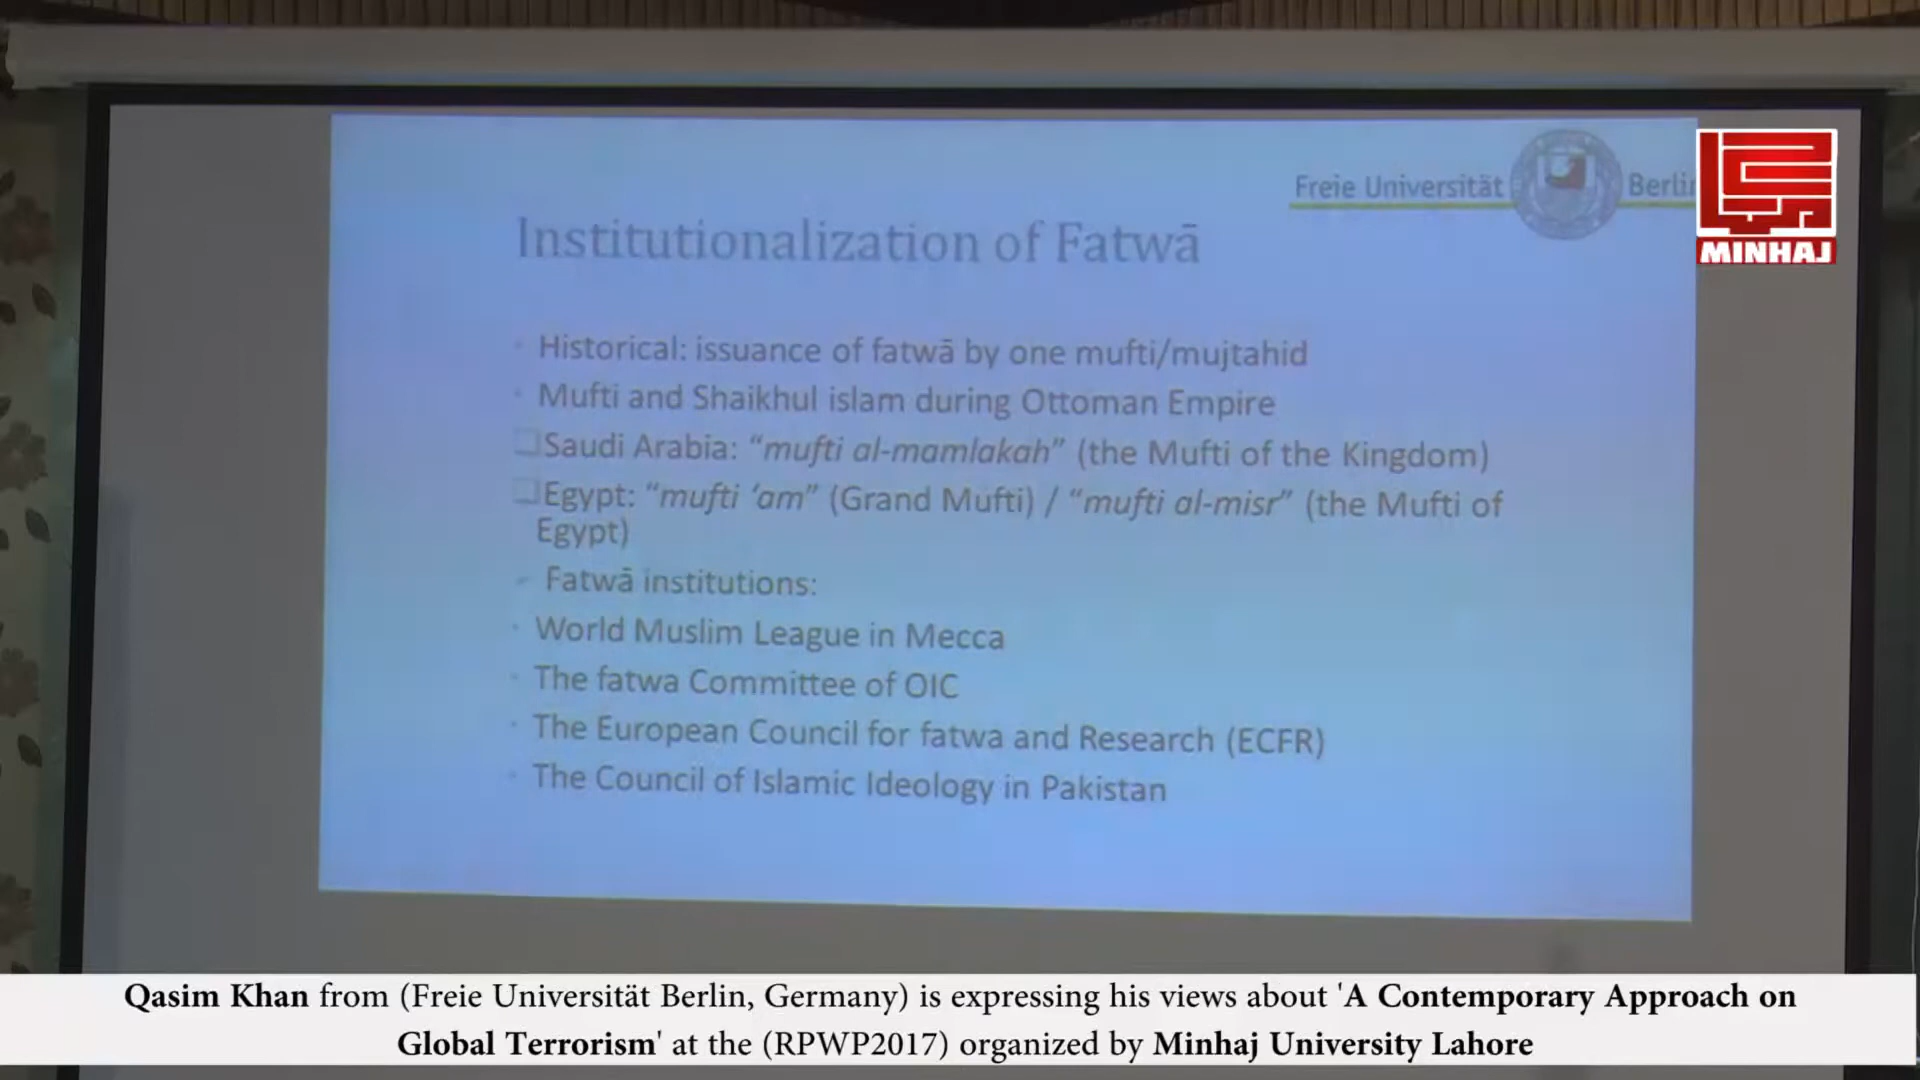 Freie Universität Berlin
MINHAJ
Institutionalization of Fatwā
Historical: issuance of fatwā by one mufti/mujtahid
Mufti and Shaikhul islam during Ottoman Empire
Saudi Arabia: “mufti al-mamlakah” (the Mufti of the Kingdom)
Egypt: “mufti ‘am” (Grand Mufti) / “mufti al-misr” (the Mufti of
Egypt)
Fatwā institutions:
World Muslim League in Mecca
The fatwa Committee of OIC
The European Council for fatwa and Research (ECFR)
The Council of Islamic Ideology in Pakistan
Qasim Khan from (Freie Universität Berlin, Germany) is expressing his views about 'A Contemporary Approach on
Global Terrorism' at the (RPWP2017) organized by Minhaj University Lahore